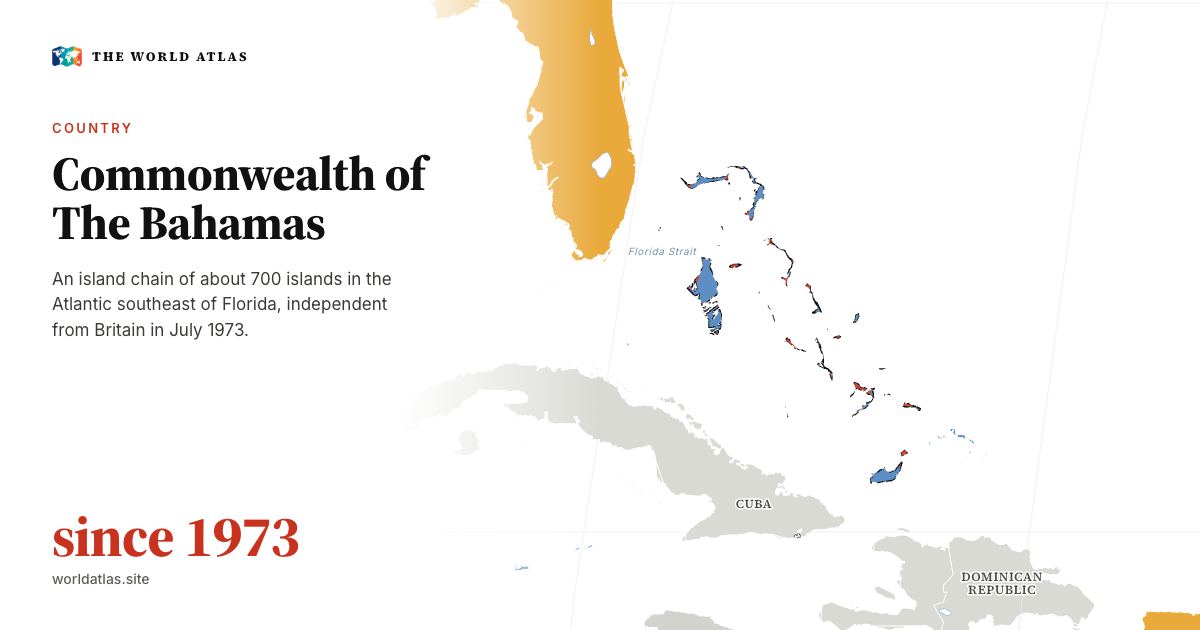 THE WORLD ATLAS
COUNTRY
Commonwealth of
The Bahamas
An island chain of about 700 islands in the
Atlantic southeast of Florida, independent
from Britain in July 1973.
since 1973
worldatlas.site
Florida Strait
CUBA
DOMINICAN
REPUBLIC